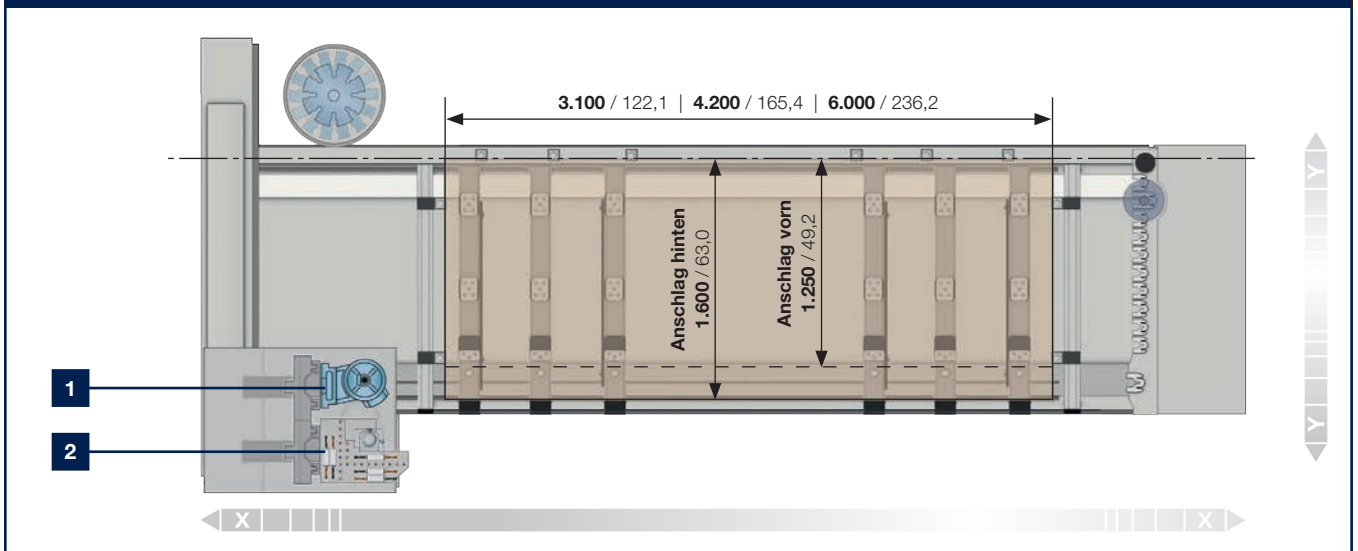 3.100 / 122,1 | 4.200 / 165,4 | 6.000 / 236,2
Anschlag hinten
1.600 / 63,0
Anschlag vorn
1.250 / 49,2
Y
Y
1
2
X
X